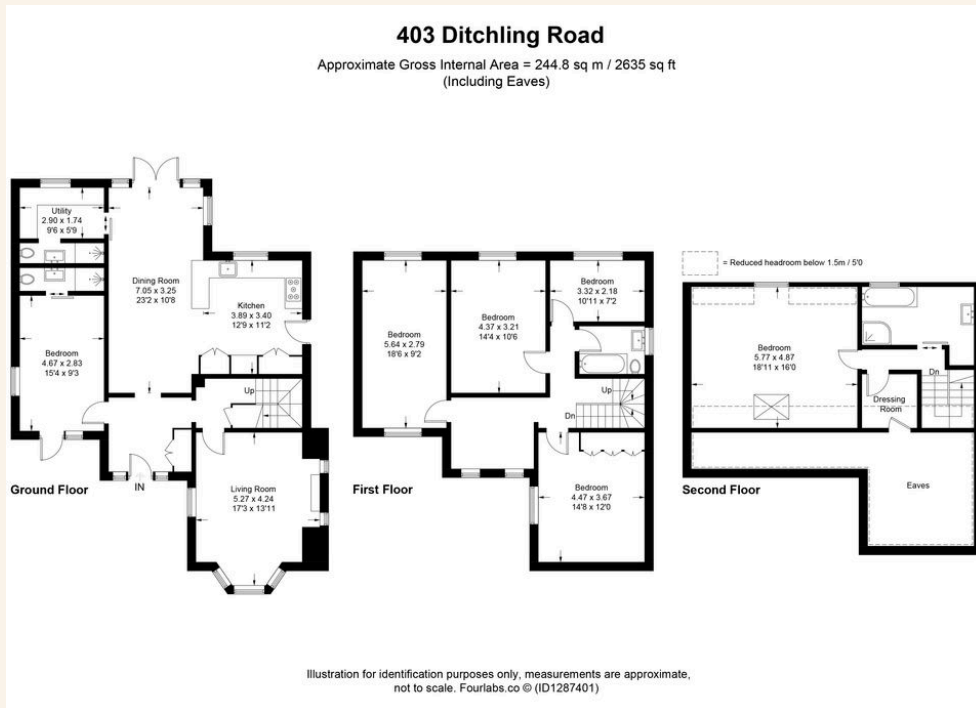 403 Ditchling Road
Approximate Gross Internal Area = 244.8 sq m / 2635 sq ft
(Including Eaves)
Utility
2.90 x 1.74
9'6 x 5'9
Dining Room
7.05 x 3.25
23'2 x 10'8
Kitchen
3.89 x 3.40
12'9 x 11'2
Bedroom
4.67 x 2.83
15'4 x 9'3
Up
Living Room
5.27 x 4.24
17'3 x 13'11
IN
Ground Floor
Bedroom
5.64 x 2.79
18'6 x 9'2
Bedroom
4.37 x 3.21
14'4 x 10'6
Bedroom
3.32 x 2.18
10'11 x 7'2
Up
Dn
Bedroom
4.47 x 3.67
14'8 x 12'0
First Floor
= Reduced headroom below 1.5m / 5'0
Bedroom
5.77 x 4.87
18'11 x 16'0
Dn
Dressing
Room
Eaves
Second Floor
Illustration for identification purposes only, measurements are approximate,
not to scale. Fourlabs.co © (ID1287401)